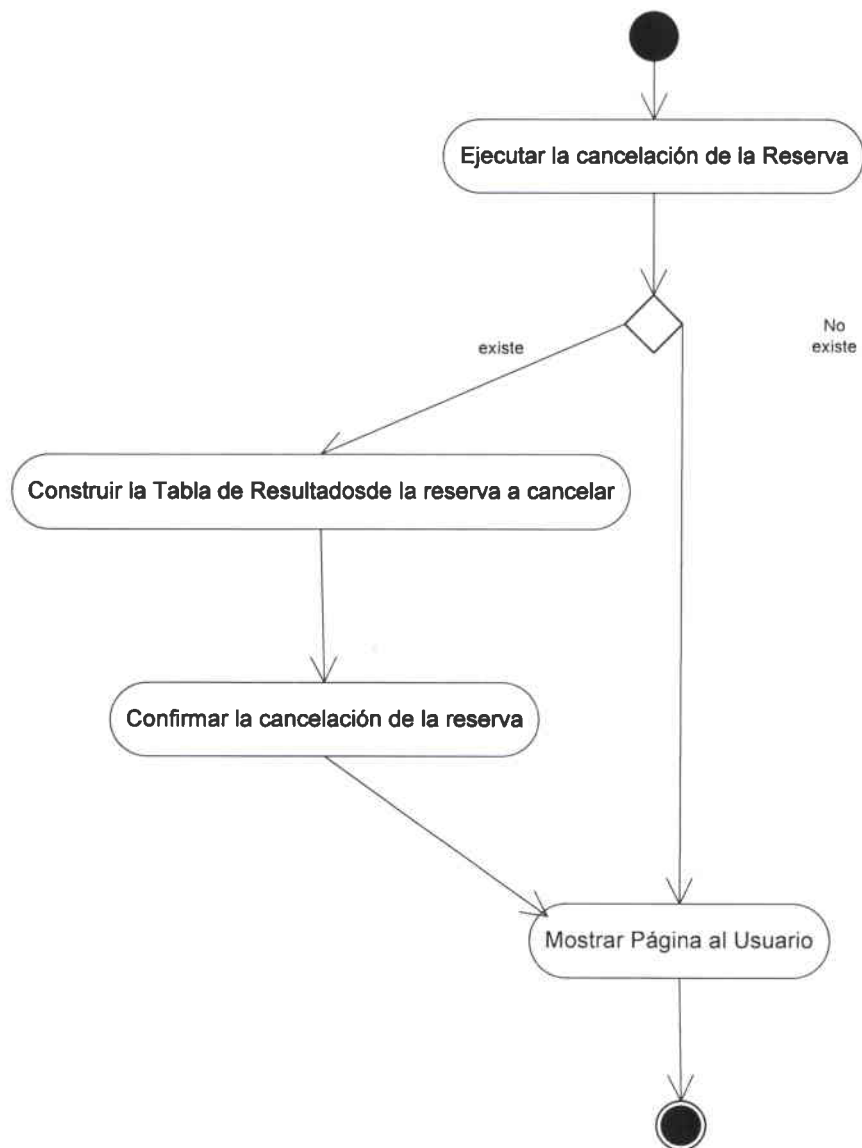 Ejecutar la cancelación de la Reserva
existe
No
existe
Construir la Tabla de Resultadosde la reserva a cancelar
Confirmar la cancelación de la reserva
Mostrar Página al Usuario